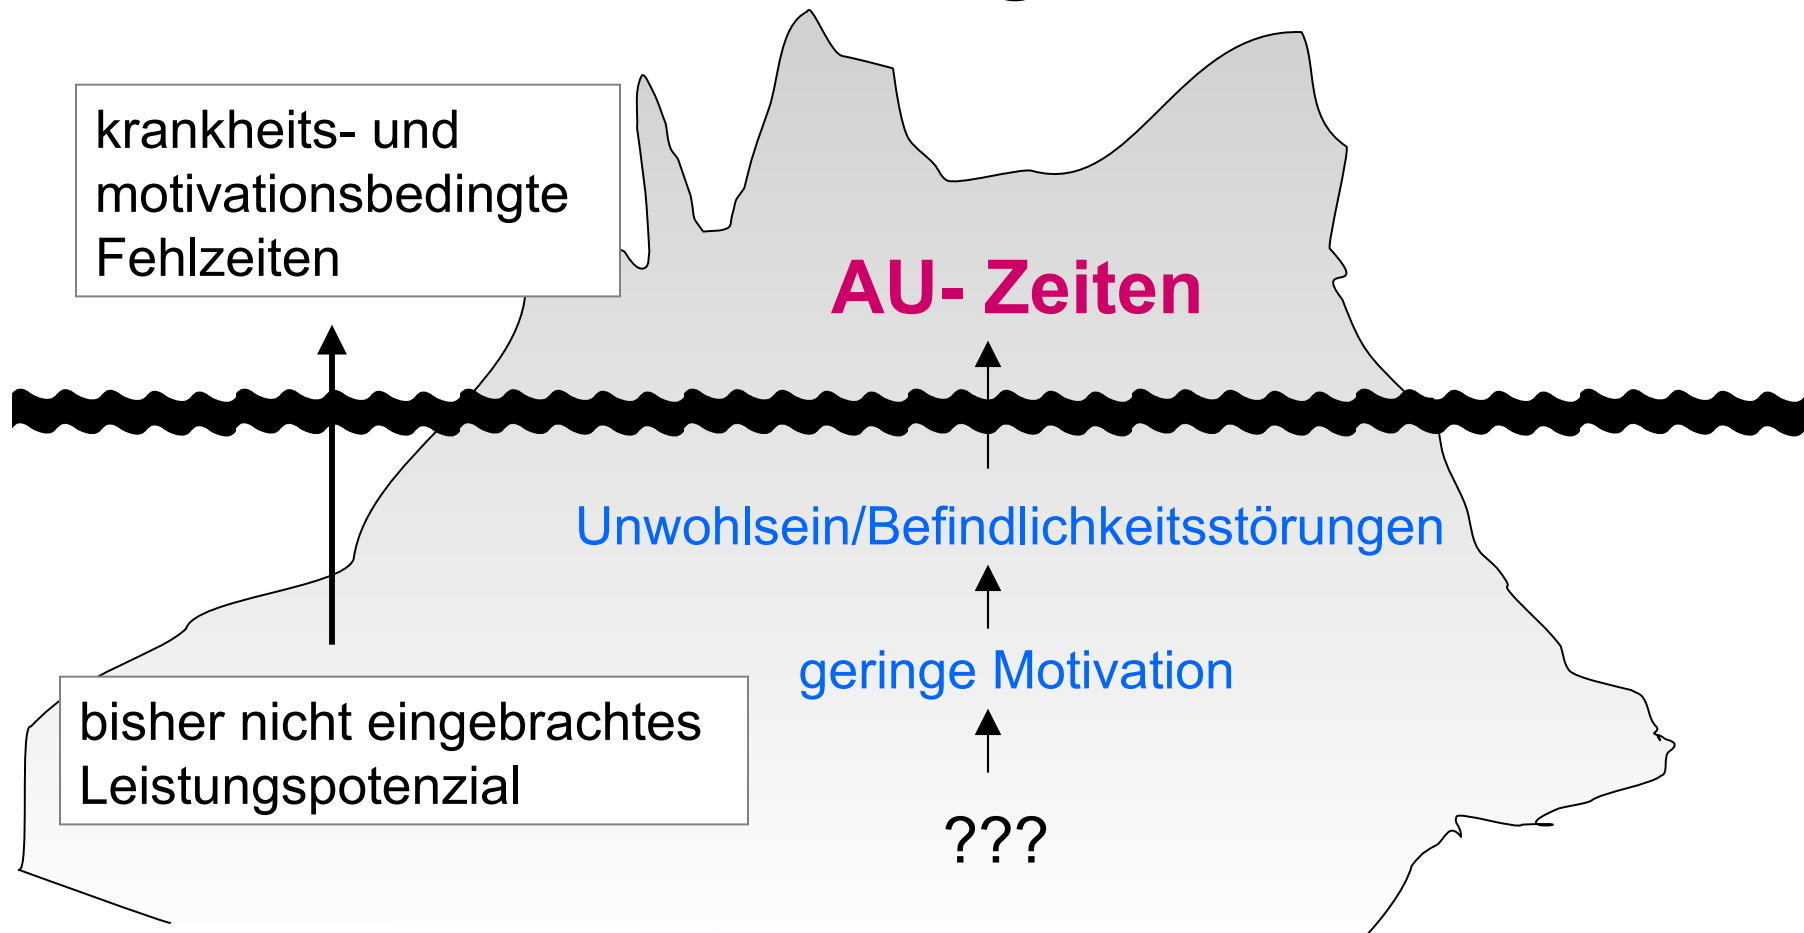 krankheits- und
motivationsbedingte
Fehlzeiten
AU- Zeiten
Unwohlsein/Befindlichkeitsstörungen
geringe Motivation
bisher nicht eingebrachtes
Leistungspotenzial
???